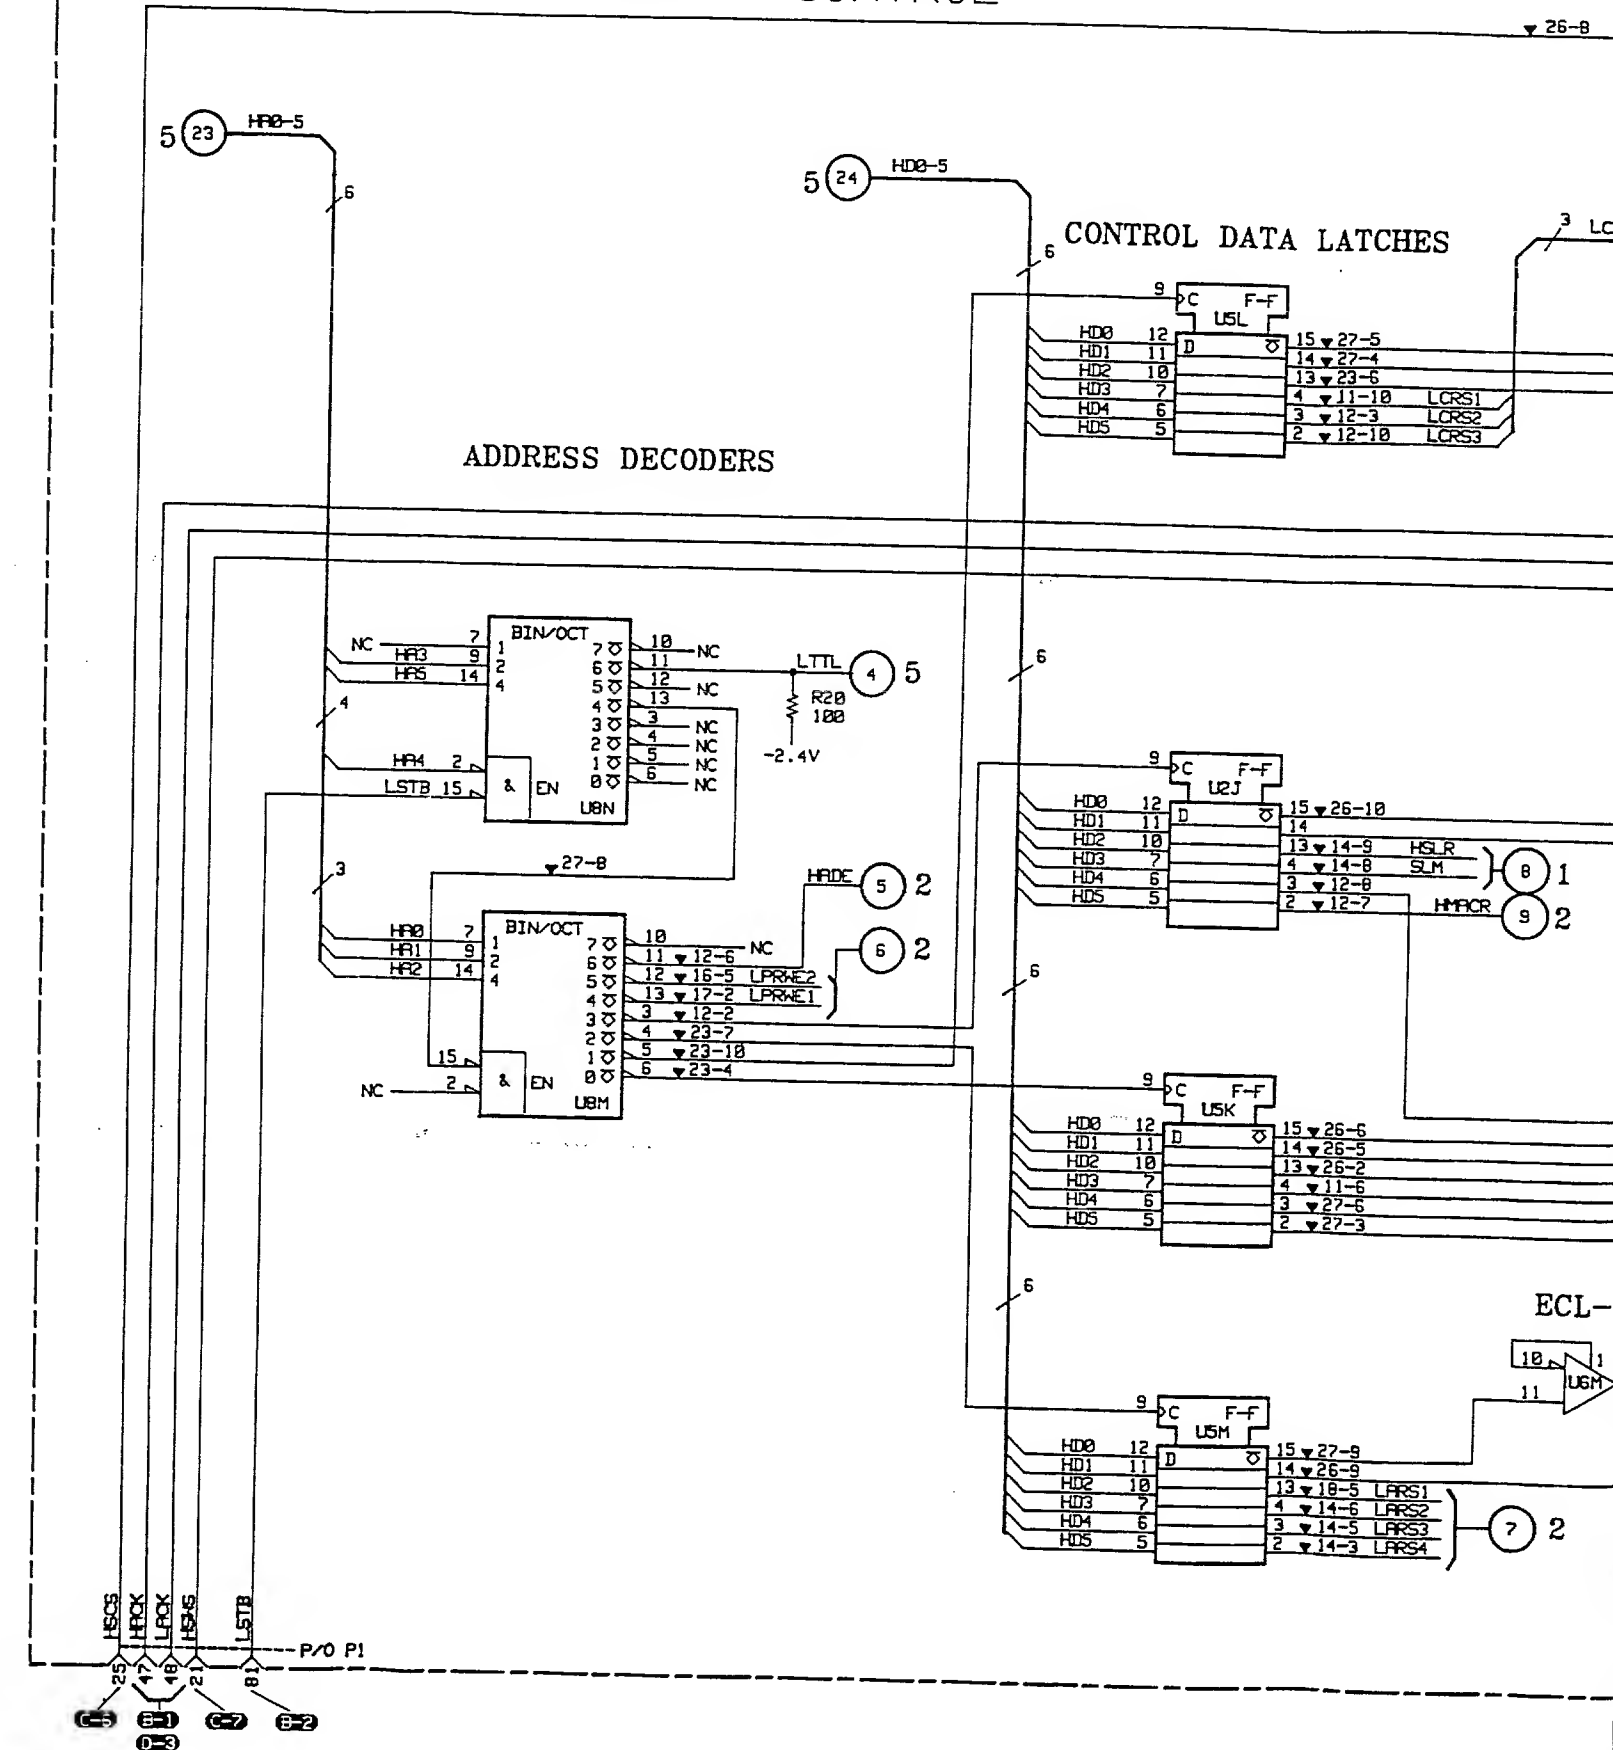 26-8
5 23 HA0-5
6
5 24 HD0-5
6
CONTROL DATA LATCHES
3
9 C F-F
U5L
HD0 12 D 15 27-5
HD1 11 14 27-4
HD2 10 13 23-6
HD3 7 4 11-10 LCRS1
HD4 6 3 12-3 LCRS2
HD5 5 2 12-10 LCRS3
ADDRESS DECODERS
BIN/OCT
NC 7 1 7 10 NC
HA3 9 2 6 11 LTTL 4 5
HA5 14 4 5 12 NC
4 13
3 3 NC
2 4 NC
1 5 NC
0 6 NC
R20
100
-2.4V
4
HA4 2
LSTB 15 & EN
U8N
6
27-8
3
HADE 5 2
6 2
BIN/OCT
HA0 7 1 7 10 NC
HA1 9 2 6 11 12-6
HA2 14 4 5 12 16-5 LPRWE2
4 13 17-2 LPRWE1
3 3 12-2
2 4 23-7
15 1 5 23-10
NC 2 & EN 0 6 23-4
U8M
9 C F-F
U2J
HD0 12 D 15 26-10
HD1 11 14
HD2 10 13 14-9 HSLR
HD3 7 4 14-8 SLM
8 1
HD4 6 3 12-8
HD5 5 2 12-7 HMACR 9 2
6
9 C F-F
U5K
HD0 12 D 15 26-6
HD1 11 14 26-5
HD2 10 13 26-2
HD3 7 4 11-6
HD4 6 3 27-6
HD5 5 2 27-3
6
ECL-
10 1
11 U6M
9 C F-F
U5M
HD0 12 D 15 27-9
HD1 11 14 26-9
HD2 10 13 18-5 LARS1
HD3 7 4 14-6 LARS2
HD4 6 3 14-5 LARS3
HD5 5 2 14-3 LARS4
7 2
HSCS HACK LACK HSWS LSTB
P/O P1
25 47 48 21 81
C-6 B-1 C-7 B-2
D-3